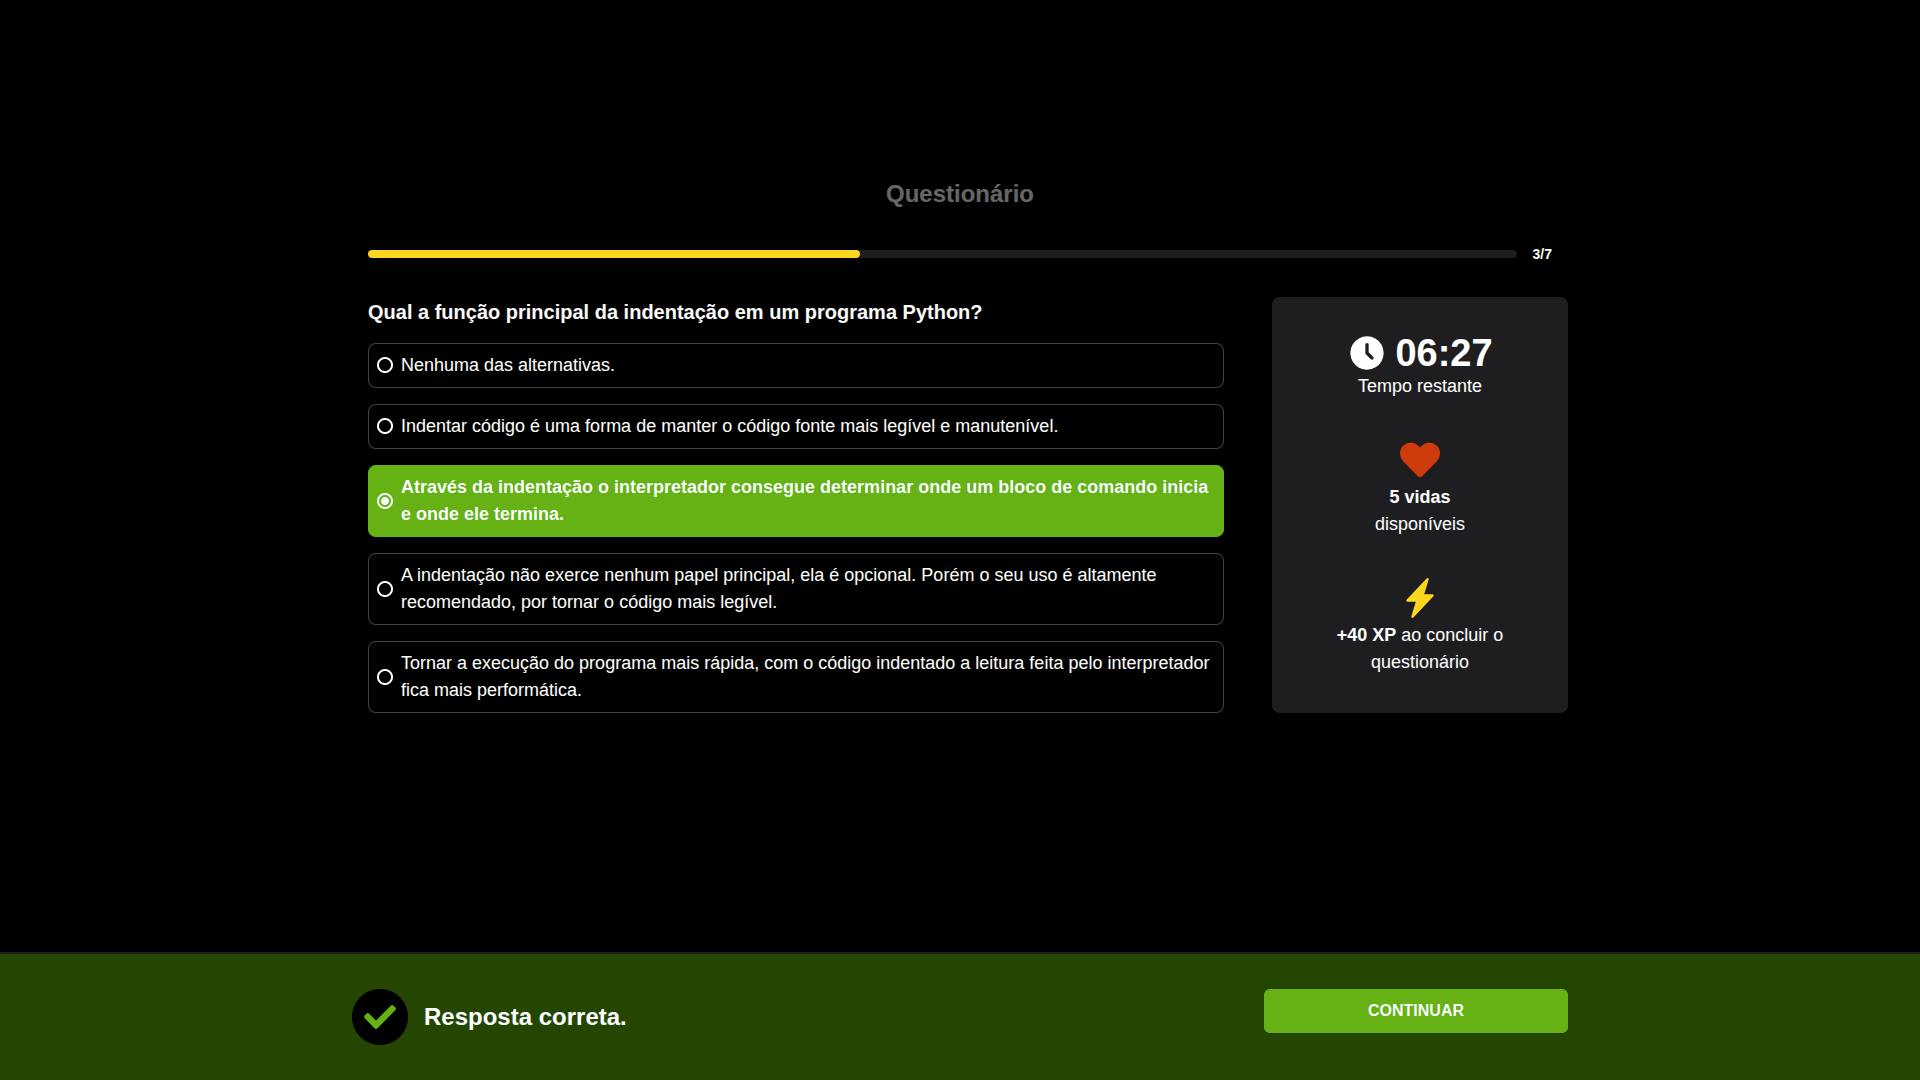 Questionário
3/7
Qual a função principal da indentação em um programa Python?
Nenhuma das alternativas.
Indentar código é uma forma de manter o código fonte mais legível e manutenível.
Através da indentação o interpretador consegue determinar onde um bloco de comando inicia
e onde ele termina.
A indentação não exerce nenhum papel principal, ela é opcional. Porém o seu uso é altamente
recomendado, por tornar o código mais legível.
Tornar a execução do programa mais rápida, com o código indentado a leitura feita pelo interpretador
fica mais performática.
06:27
Tempo restante
5 vidas
disponíveis
+40 XP ao concluir o
questionário
Resposta correta.
CONTINUAR